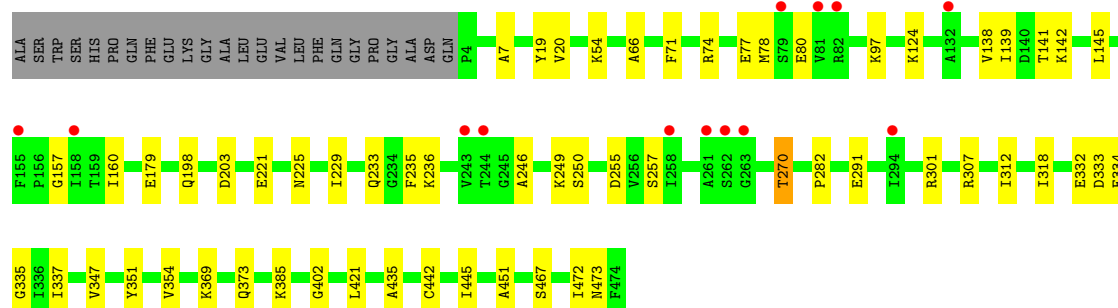 ALA SER TRP SER HIS PRO GLN PHE GLU LYS GLY ALA LEU GLU VAL LEU PHE GLN GLY PRO GLY ALA ASP GLN P4 A7 Y19 V20 K54 A66 F71 R74 E77 M78 S79 E80 V81 R82 K97 K124 A132 V138 I139 D140 T141 K142 L145
F155 P156 G157 I158 T159 I160 E179 Q198 D203 E221 N225 I229 Q233 G234 F235 K236 V243 T244 G245 A246 K249 S250 D255 V256 S257 I258 A261 S262 G263 T270 P282 E291 I294 R301 R307 I312 I318 E332 D333 E334
G335 I336 I337 V347 Y351 V354 K369 Q373 K385 G402 L421 A435 C442 I445 A451 S467 I472 N473 F474